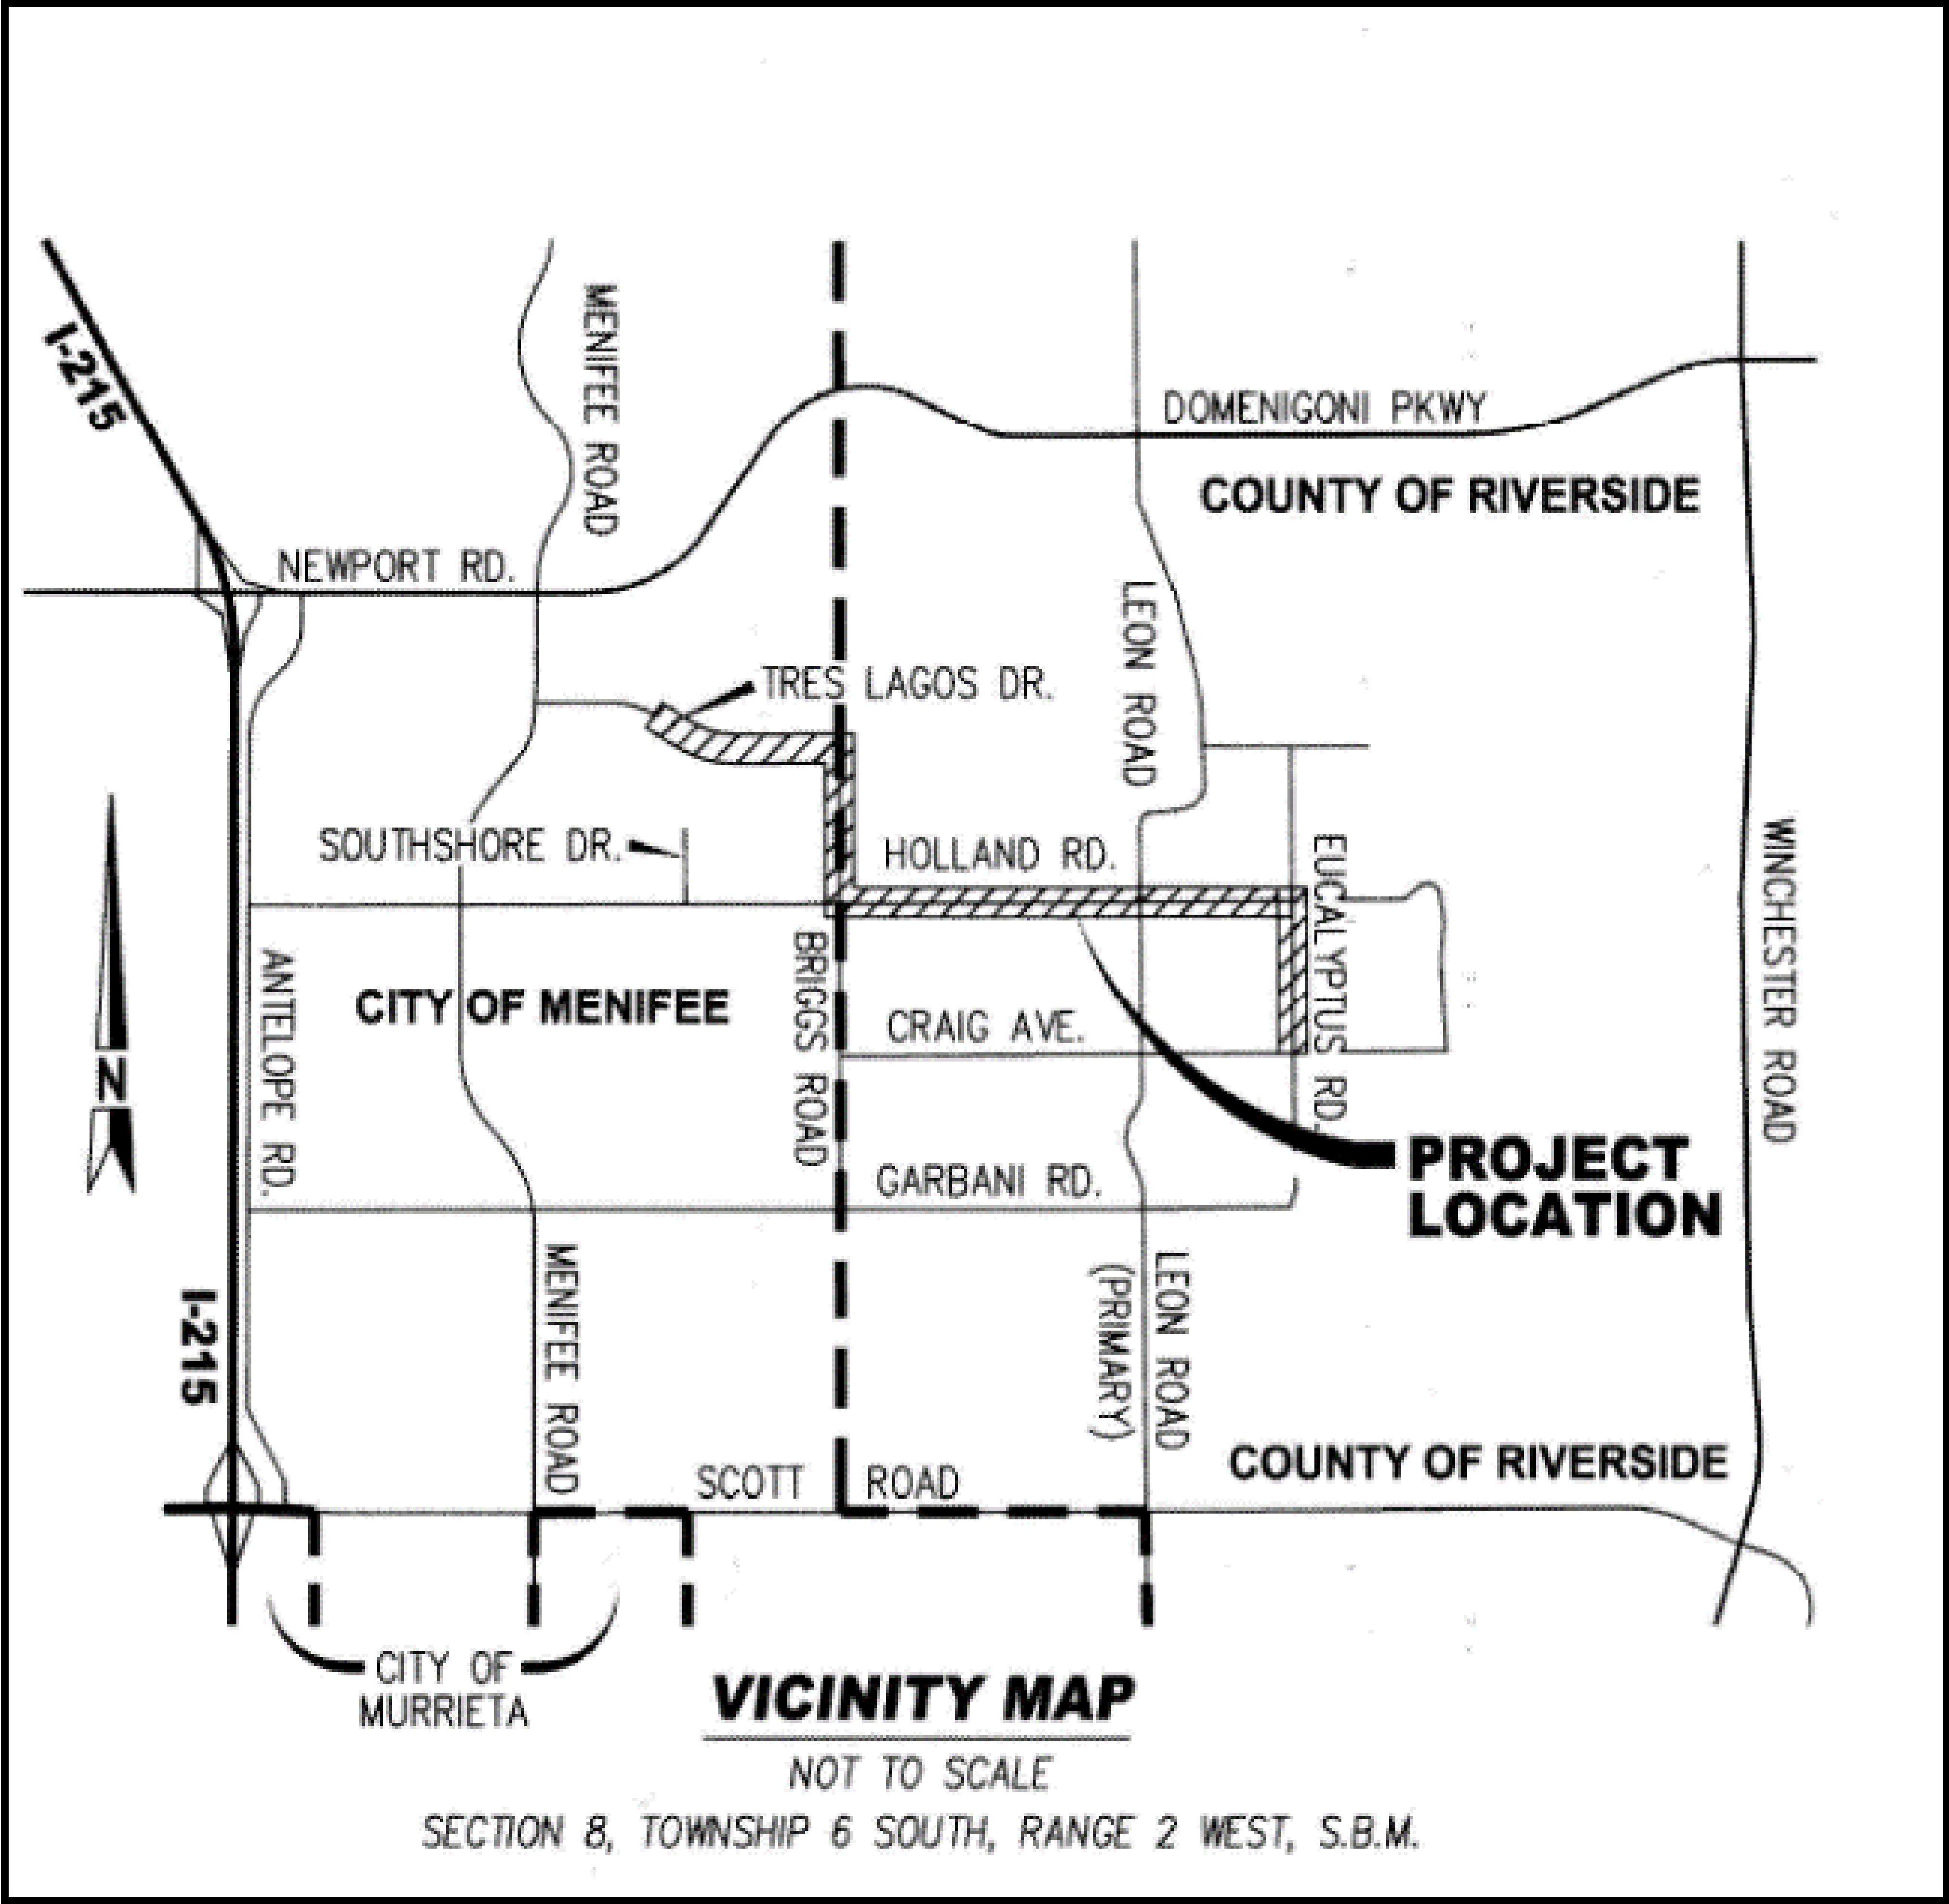 I-215
MENIFEE ROAD
DOMENIGONI PKWY
COUNTY OF RIVERSIDE
NEWPORT RD.
LEON ROAD
TRES LAGOS DR.
SOUTHSHORE DR.
HOLLAND RD.
EUCALYPTUS RD.
WINCHESTER ROAD
ANTELOPE RD.
CITY OF MENIFEE
BRIGGS ROAD
CRAIG AVE.
N
PROJECT
LOCATION
GARBANI RD.
I-215
MENIFEE ROAD
LEON ROAD
(PRIMARY)
COUNTY OF RIVERSIDE
SCOTT ROAD
CITY OF
MURRIETA
VICINITY MAP
NOT TO SCALE
SECTION 8, TOWNSHIP 6 SOUTH, RANGE 2 WEST, S.B.M.